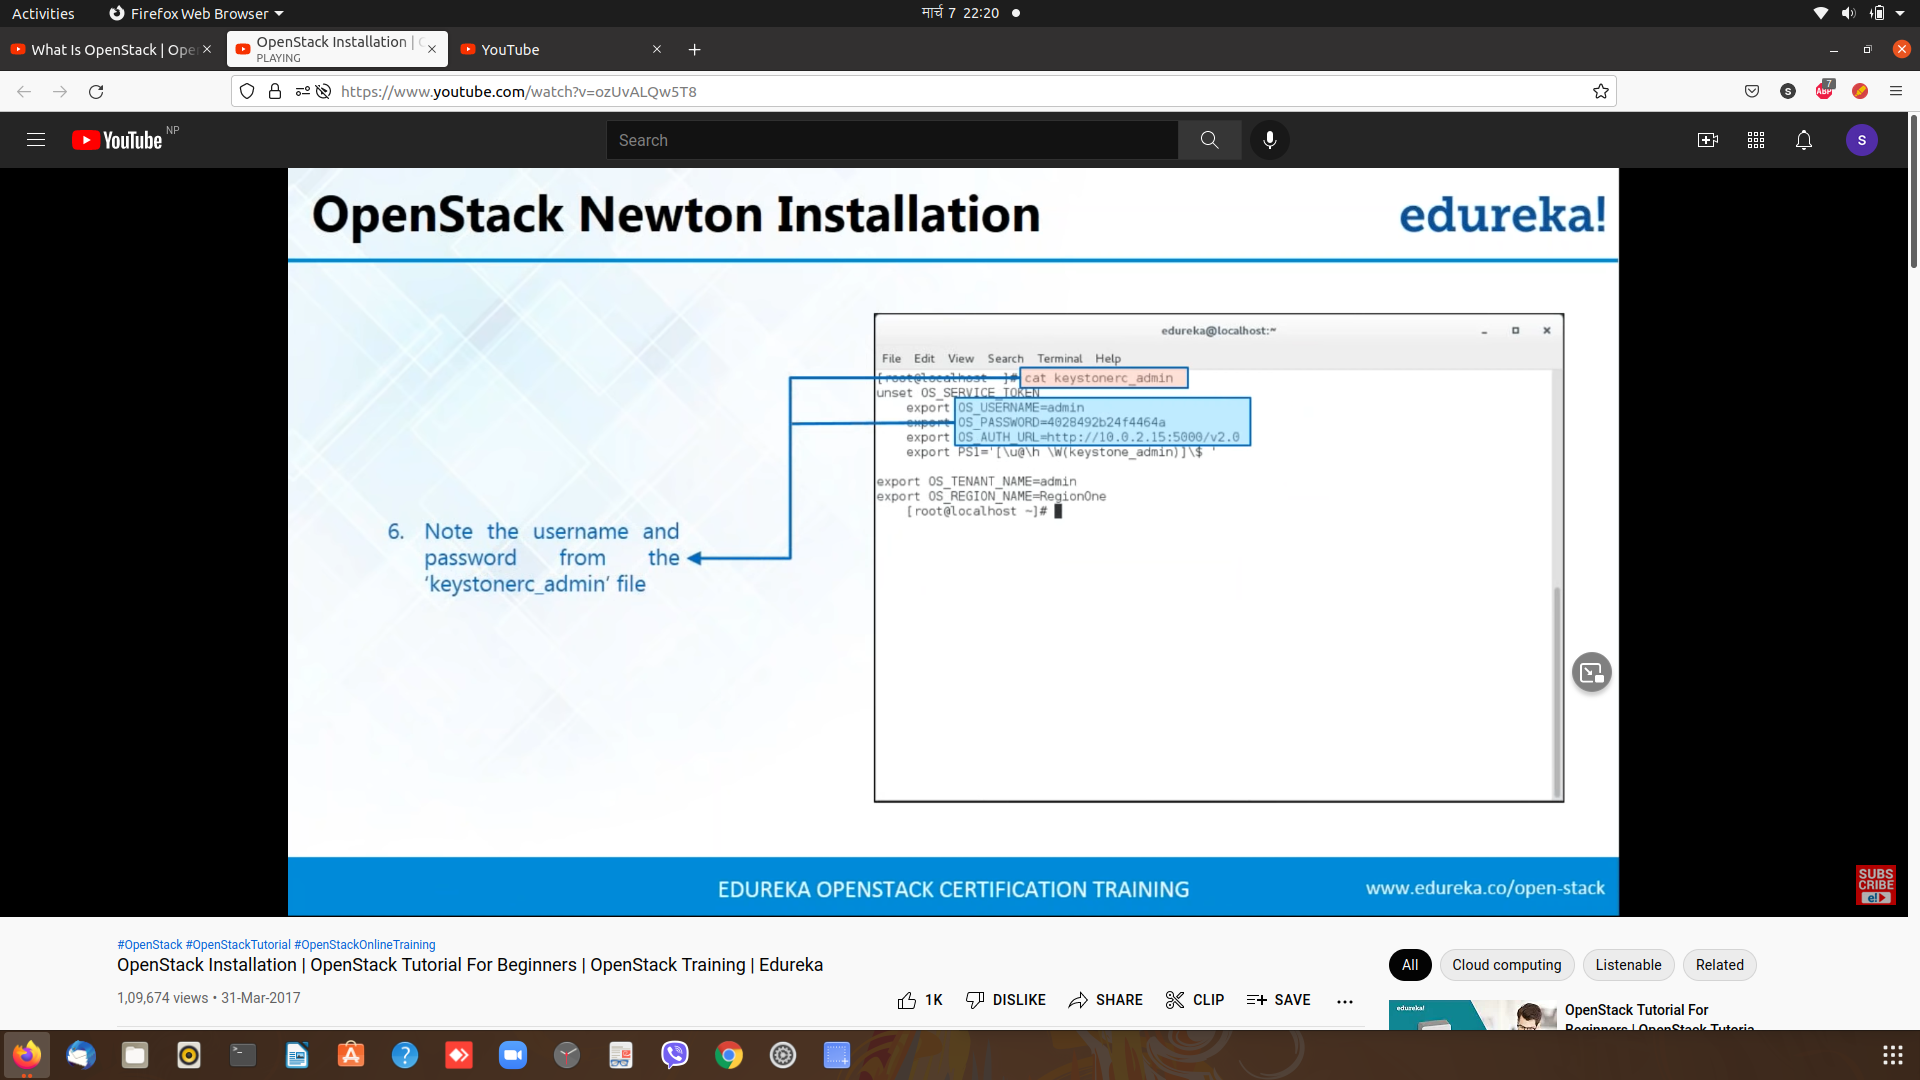 Activities
Firefox Web Browser
मार्च 7 22:20
What Is OpenStack | Ope
OpenStack Installation |
PLAYING
YouTube
https://www.youtube.com/watch?v=ozUvALQw5T8
S
ABP
7
YouTube NP
Search
S
OpenStack Newton Installation
edureka!
edureka@localhost:~
File Edit View Search Terminal Help
[root@localhost ~]# cat keystonerc_admin
unset OS_SERVICE_TOKEN
export OS_USERNAME=admin
export OS_PASSWORD=4028492b24f4464a
export OS_AUTH_URL=http://10.0.2.15:5000/v2.0
export PS1='[\u@\h \W(keystone_admin)]\$ '
export OS_TENANT_NAME=admin
export OS_REGION_NAME=RegionOne
[root@localhost ~]#
6. Note the username and
password from the
‘keystonerc_admin’ file
EDUREKA OPENSTACK CERTIFICATION TRAINING
www.edureka.co/open-stack
SUBS
CRIBE
e!
#OpenStack #OpenStackTutorial #OpenStackOnlineTraining
OpenStack Installation | OpenStack Tutorial For Beginners | OpenStack Training | Edureka
1,09,674 views • 31-Mar-2017
1K
DISLIKE
SHARE
CLIP
SAVE
All
Cloud computing
Listenable
Related
edureka!
OpenStack Tutorial For
Beginners | OpenStack Tutoria